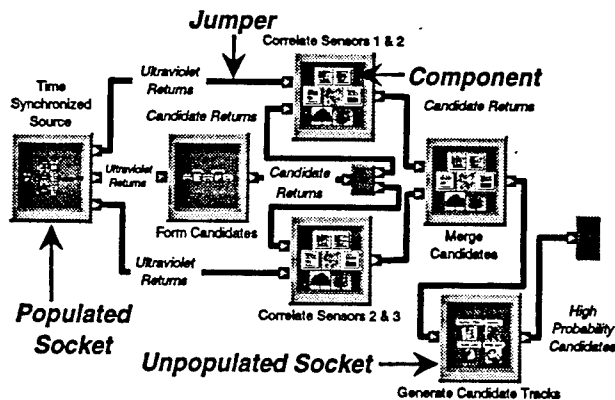 Jumper
Correlate Sensors 1 & 2
Time
Synchronized
Source
Ultraviolet
Returns
Component
Candidate Returns
Candidate Returns
Ultraviolet
Returns
Candidate
Returns
Form Candidates
Merge
Candidates
Ultraviolet
Returns
Populated
Socket
Correlate Sensors 2 & 3
High
Probability
Candidates
Unpopulated Socket
Generate Candidate Tracks